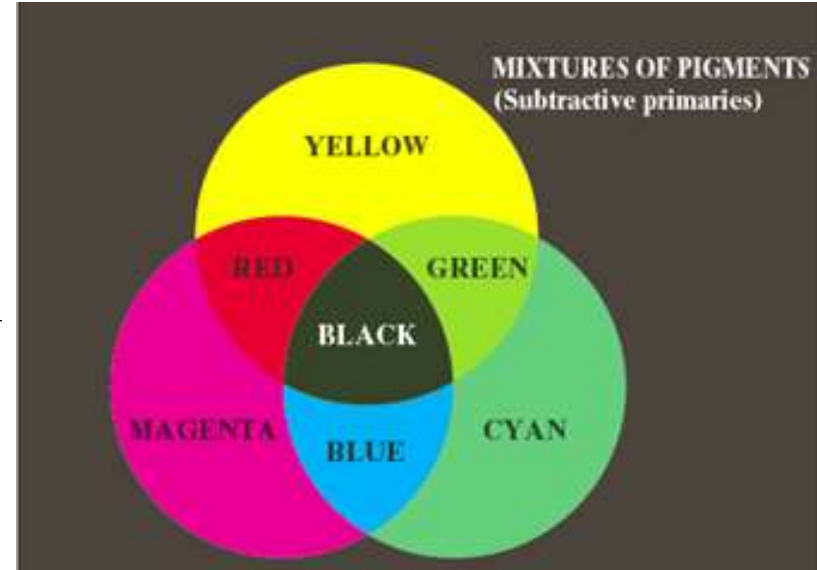 MIXTURES OF PIGMENTS
(Subtractive primaries)
YELLOW
RED
GREEN
BLACK
MAGENTA
BLUE
CYAN